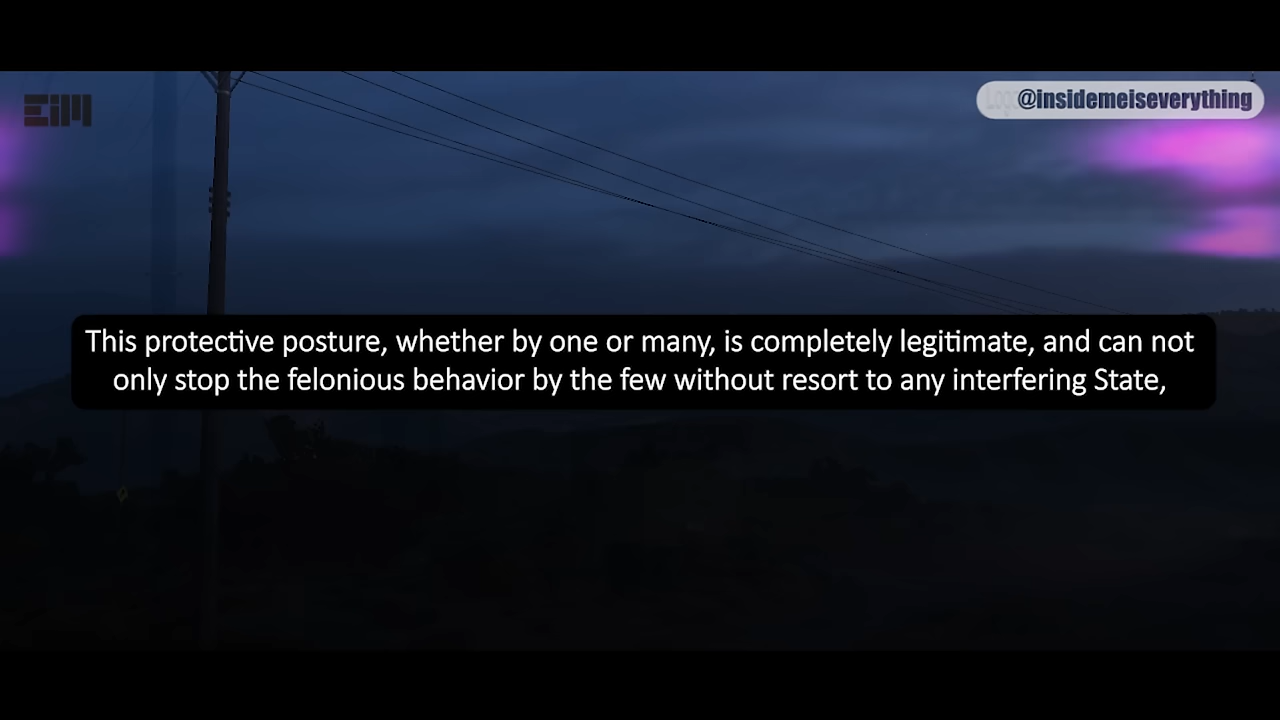 EiM
@insidemeiseverything
This protective posture, whether by one or many, is completely legitimate, and can not
only stop the felonious behavior by the few without resort to any interfering State,